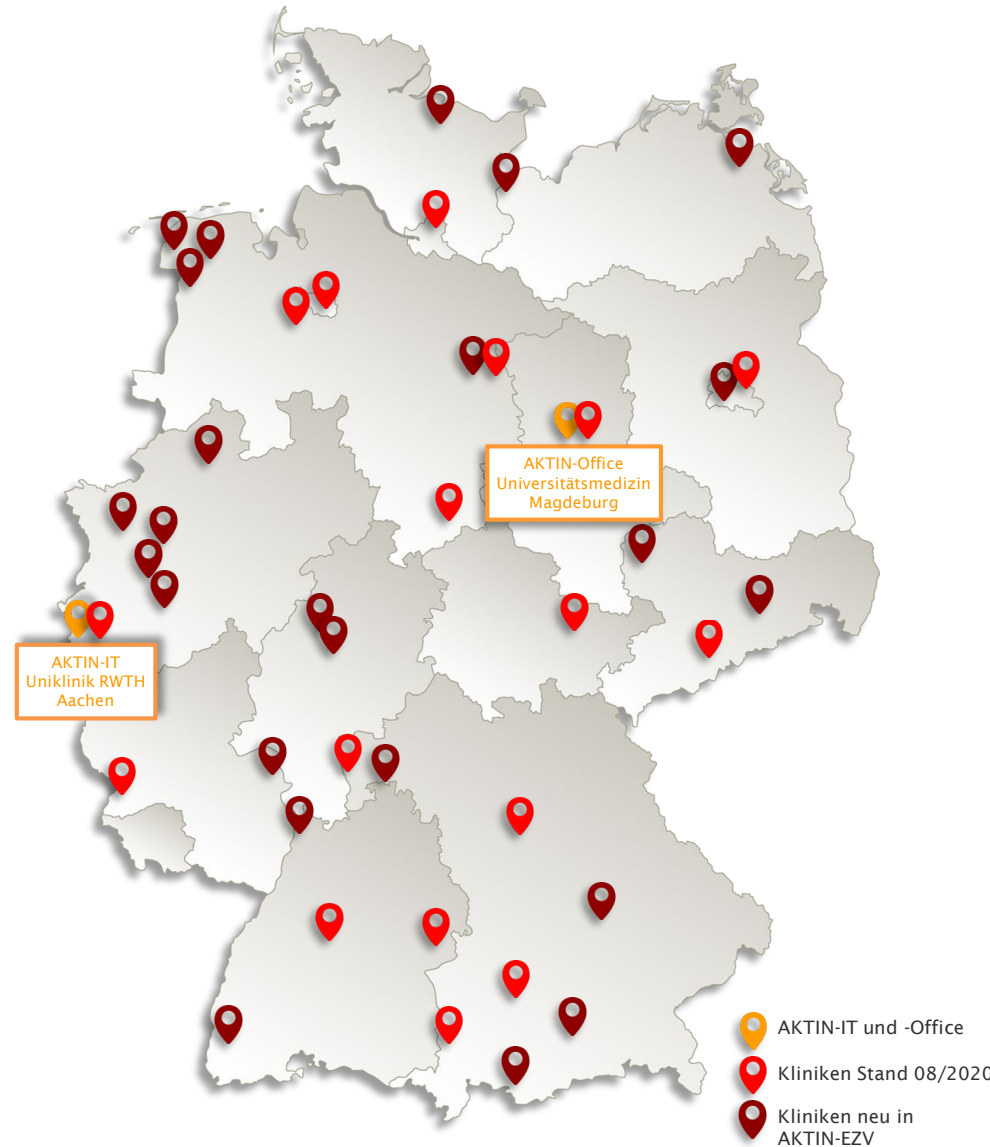 AKTIN-Office
Universitätsmedizin
Magdeburg
AKTIN-IT
Uniklinik RWTH
Aachen
AKTIN-IT und -Office
Kliniken Stand 08/2020
Kliniken neu in
AKTIN-EZV